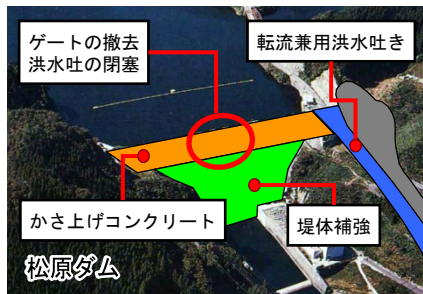 ゲートの撤去
洪水吐の閉塞
転流兼用洪水吐き
かさ上げコンクリート
堤体補強
松原ダム